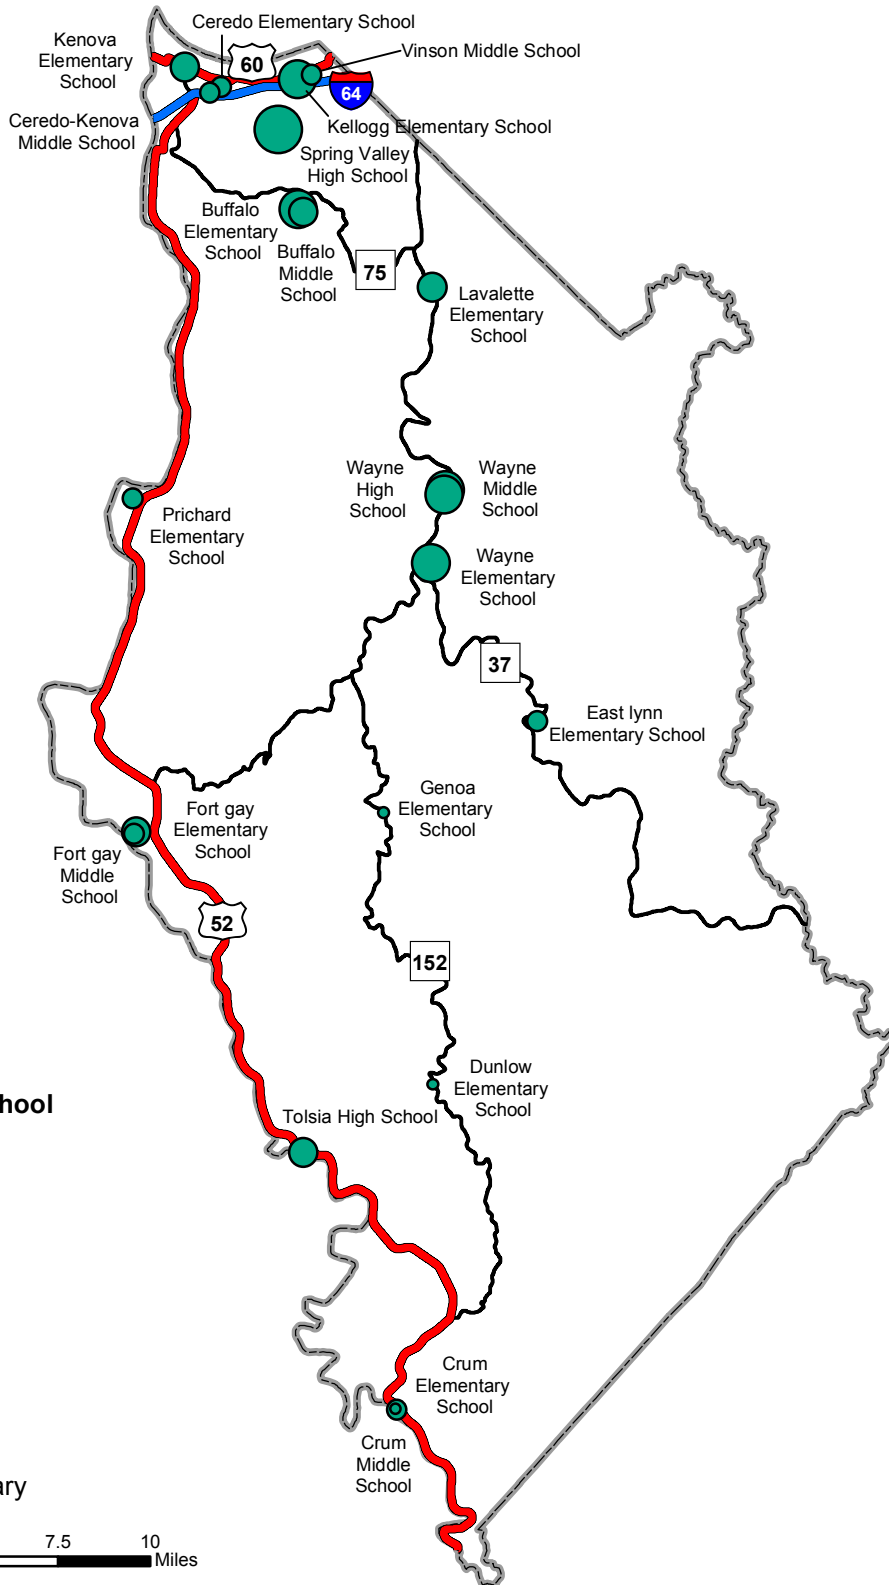 Ceredo Elementary School
Kenova
Elementary
School
60
Vinson Middle School
64
Ceredo-Kenova
Middle School
Kellogg Elementary School
Spring Valley
High School
Buffalo
Elementary
School
Buffalo
Middle
School
75
Lavalette
Elementary
School
Wayne
High
School
Wayne
Middle
School
Prichard
Elementary
School
Wayne
Elementary
School
37
East lynn
Elementary School
Genoa
Elementary
School
Fort gay
Elementary
School
Fort gay
Middle
School
52
152
Dunlow
Elementary
School
hool
Tolsia High School
Crum
Elementary
School
Crum
Middle
School
ary
7.5 10
Miles